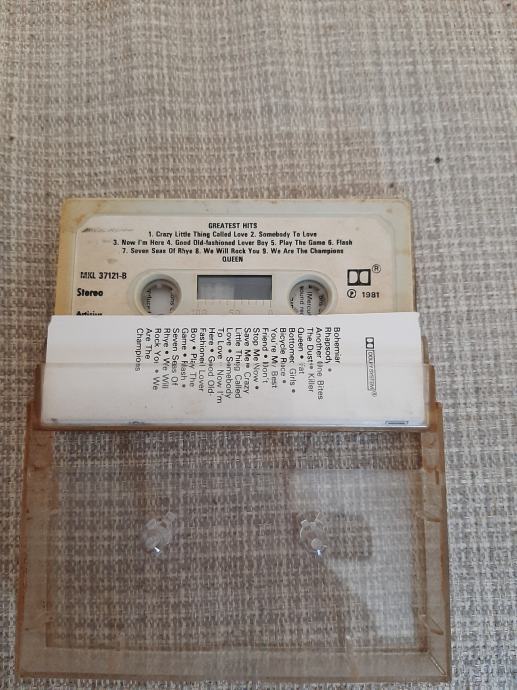 GREATEST HITS
1. Crazy Little Thing Called Love 2. Somebody To Love
3. Now I'm Here 4. Good Old-fashioned Lover Boy 5. Play The Game 6. Flash
7. Seven Seas Of Rhye 8. We Will Rock You 9. We Are The Champions
QUEEN
MXL 37121-B
Stereo
® 
℗ 1981
DOLBY SYSTEM ®
Bohemian
Rhapsody •
Another One Bites
The Dust • Killer
Queen • Fat
Bottomed Girls •
Bicycle Race •
You're My Best
Friend • Don't
Stop Me Now •
Save Me • Crazy
Little Thing Called
Love • Somebody
To Love • Now I'm
Here • Good Old-
Fashioned Lover
Boy • Play The
Game • Flash •
Seven Seas Of
Rhye • We Will
Rock You • We
Are The
Champions